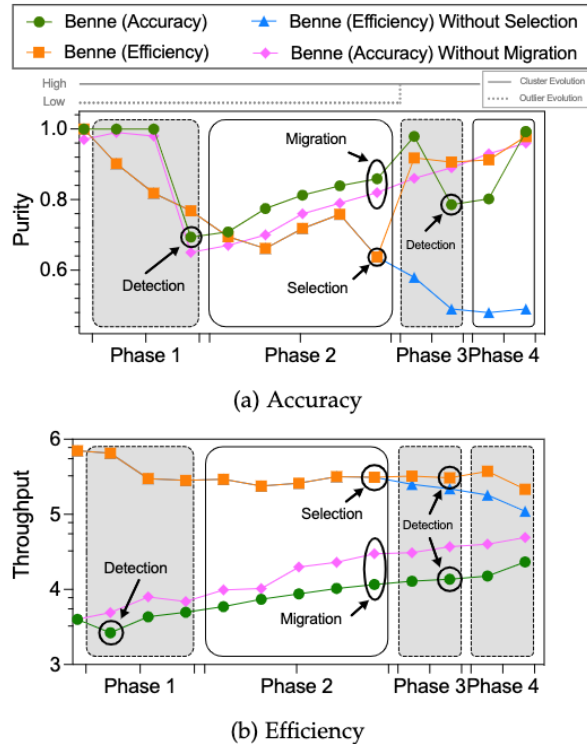 Benne (Accuracy)
Benne (Efficiency) Without Selection
Benne (Efficiency)
Benne (Accuracy) Without Migration
High
Low
Cluster Evolution
Outlier Evolution
Purity
1.0
0.8
0.6
Migration
Detection
Selection
Detection
Phase 1
Phase 2
Phase 3
Phase 4
(a) Accuracy
Throughput
6
5
4
3
Selection
Detection
Detection
Migration
Phase 1
Phase 2
Phase 3
Phase 4
(b) Efficiency